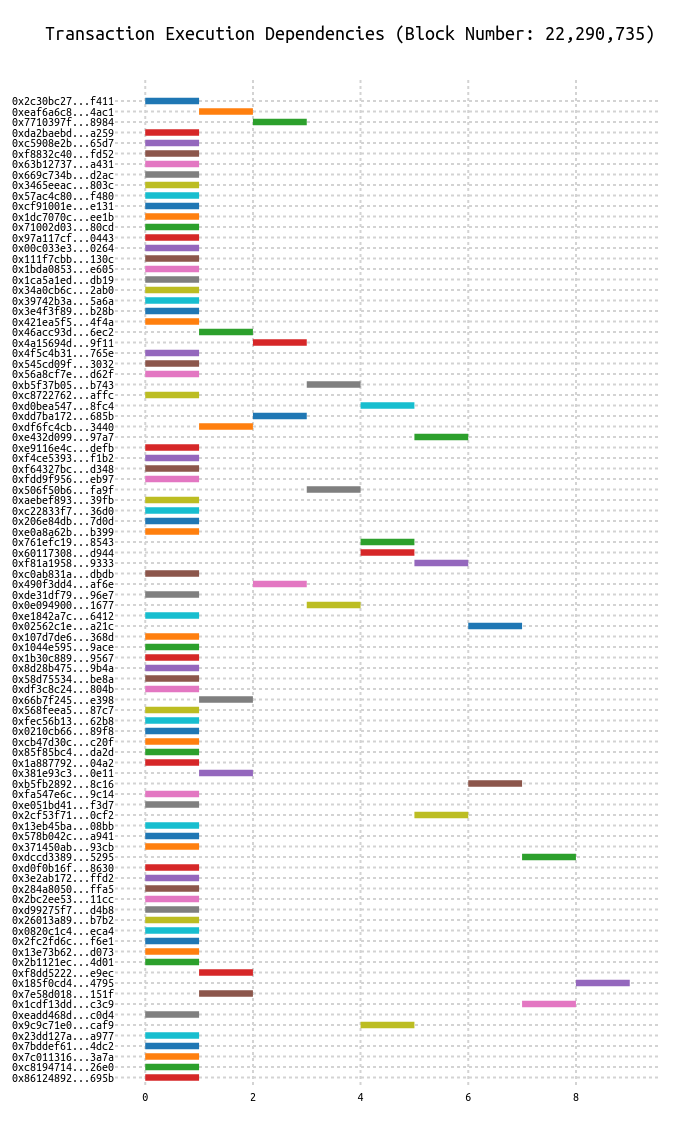 Transaction Execution Dependencies (Block Number: 22,290,735)
0x2c30bc27...f411
0xeaf6a6c8...4ac1
0x7710397f...8984
0xda2baebd...a259
0xc5908e2b...65d7
0xf8832c40...fd52
0x63b12737...a431
0x669c734b...d2ac
0x3465eeac...803c
0x57ac4c80...f480
0xcf91001e...e131
0x1dc7070c...ee1b
0x71002d03...80cd
0x97a117cf...0443
0x00c033e3...0264
0x111f7cbb...130c
0x1bda0853...e605
0x1ca5a1ed...db19
0x34a0cb6c...2ab0
0x39742b3a...5a6a
0x3e4f3f89...b28b
0x421ea5f5...4f4a
0x46acc93d...6ec2
0x4a15694d...9f11
0x4f5c4b31...765e
0x545cd09f...3032
0x56a8cf7e...d62f
0xb5f37b05...b743
0xc8722762...affc
0xd0bea547...8fc4
0xdd7ba172...685b
0xdf6fc4cb...3440
0xe432d099...97a7
0xe9116e4c...defb
0xf4ce5393...f1b2
0xf64327bc...d348
0xfdd9f956...eb97
0x506f50b6...fa9f
0xaebef893...39fb
0xc22833f7...36d0
0x206e84db...7d0d
0xe0a8a62b...b399
0x761efc19...8543
0x60117308...d944
0xf81a1958...9333
0xc0ab831a...dbdb
0x490f3dd4...af6e
0xde31df79...96e7
0x0e094900...1677
0xe1842a7c...6412
0x02562c1e...a21c
0x107d7de6...368d
0x1044e595...9ace
0x1b30c889...9567
0x8d28b475...9b4a
0x58d75534...be8a
0xdf3c8c24...804b
0x66b7f245...e398
0x568feea5...87c7
0xfec56b13...62b8
0x0210cb66...89f8
0xcb47d30c...c20f
0x85f85bc4...da2d
0x1a887792...04a2
0x381e93c3...0e11
0xb5fb2892...8c16
0xfa547e6c...9c14
0xe051bd41...f3d7
0x2cf53f71...0cf2
0x13eb45ba...08bb
0x578b042c...a941
0x371450ab...93cb
0xdccd3389...5295
0xd0f0b16f...8630
0x3e2ab172...ffd2
0x284a8050...ffa5
0x2bc2ee53...11cc
0xd99275f7...d4b8
0x26013a89...b7b2
0x0820c1c4...eca4
0x2fc2fd6c...f6e1
0x13e73b62...d073
0x2b1121ec...4d01
0xf8dd5222...e9ec
0x185f0cd4...4795
0x7e58d018...151f
0x1cdf13dd...c3c9
0xeadd468d...c0d4
0x9c9c71e0...caf9
0x23dd127a...a977
0x7bddef61...4dc2
0x7c011316...3a7a
0xc8194714...26e0
0x86124892...695b
0 2 4 6 8